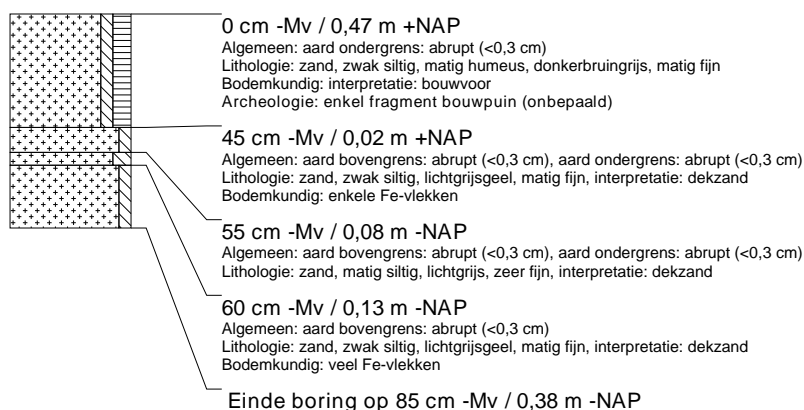 0 cm -Mv / 0,47 m +NAP
Algemeen: aard ondergrens: abrupt (<0,3 cm)
Lithologie: zand, zwak siltig, matig humeus, donkerbruingrijs, matig fijn
Bodemkundig: interpretatie: bouwvoor
Archeologie: enkel fragment bouwpuin (onbepaald)
45 cm -Mv / 0,02 m +NAP
Algemeen: aard bovengrens: abrupt (<0,3 cm), aard ondergrens: abrupt (<0,3 cm)
Lithologie: zand, zwak siltig, lichtgrijsgeel, matig fijn, interpretatie: dekzand
Bodemkundig: enkele Fe-vlekken
55 cm -Mv / 0,08 m -NAP
Algemeen: aard bovengrens: abrupt (<0,3 cm), aard ondergrens: abrupt (<0,3 cm)
Lithologie: zand, matig siltig, lichtgrijs, zeer fijn, interpretatie: dekzand
60 cm -Mv / 0,13 m -NAP
Algemeen: aard bovengrens: abrupt (<0,3 cm)
Lithologie: zand, zwak siltig, lichtgrijsgeel, matig fijn, interpretatie: dekzand
Bodemkundig: veel Fe-vlekken
Einde boring op 85 cm -Mv / 0,38 m -NAP